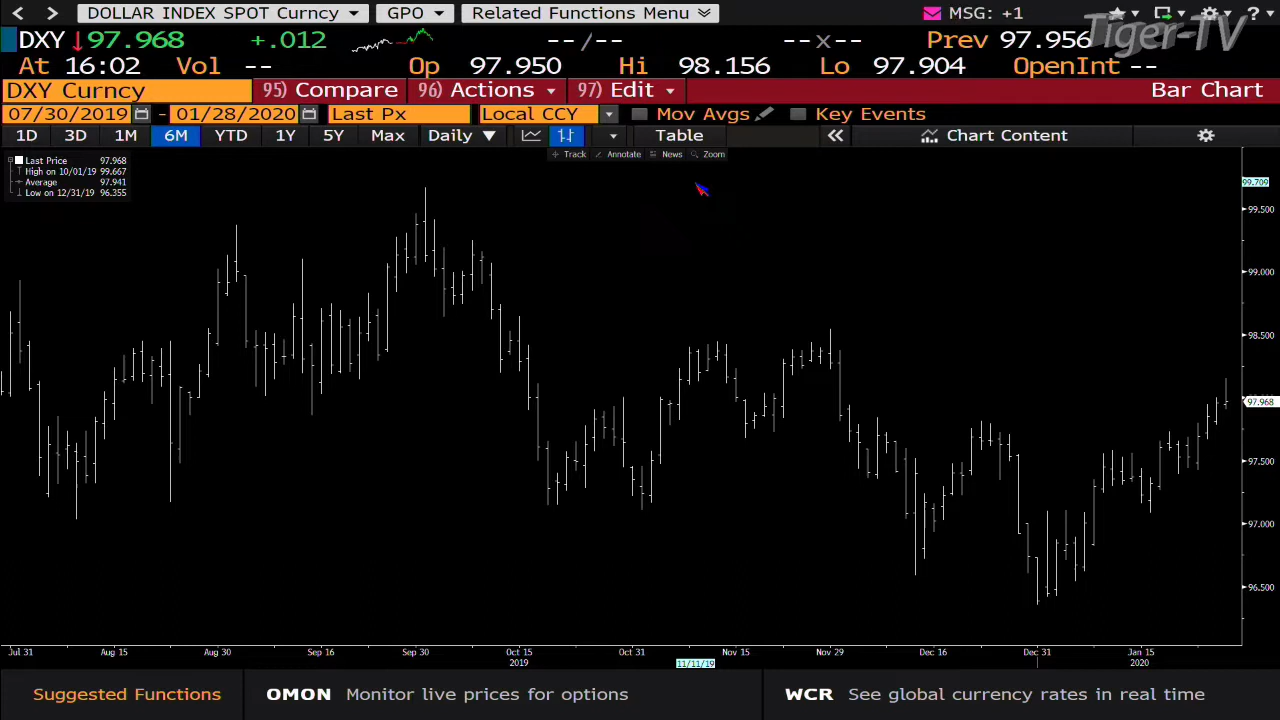 DOLLAR INDEX SPOT Curncy GPO Related Functions Menu MSG: +1 ?
Tiger-TV
DXY 97.968 +.012 --/-- --x-- Prev 97.956
At 16:02 Vol -- Op 97.950 Hi 98.156 Lo 97.904 OpenInt --
DXY Curncy 95) Compare 96) Actions 97) Edit Bar Chart
07/30/2019 - 01/28/2020 Last Px Local CCY Mov Avgs Key Events
1D 3D 1M 6M YTD 1Y 5Y Max Daily Table Chart Content
Track Annotate News Zoom
Last Price 97.968
High on 10/01/19 99.667
Average 97.941
Low on 12/31/19 96.355
99.709
99.500
99.000
98.500
97.968
97.500
97.000
96.500
Jul 31 Aug 15 Aug 30 Sep 16 Sep 30 Oct 15 Oct 31 Nov 15 Nov 29 Dec 16 Dec 31 Jan 15
2019 11/11/19 2020
Suggested Functions OMON Monitor live prices for options WCR See global currency rates in real time